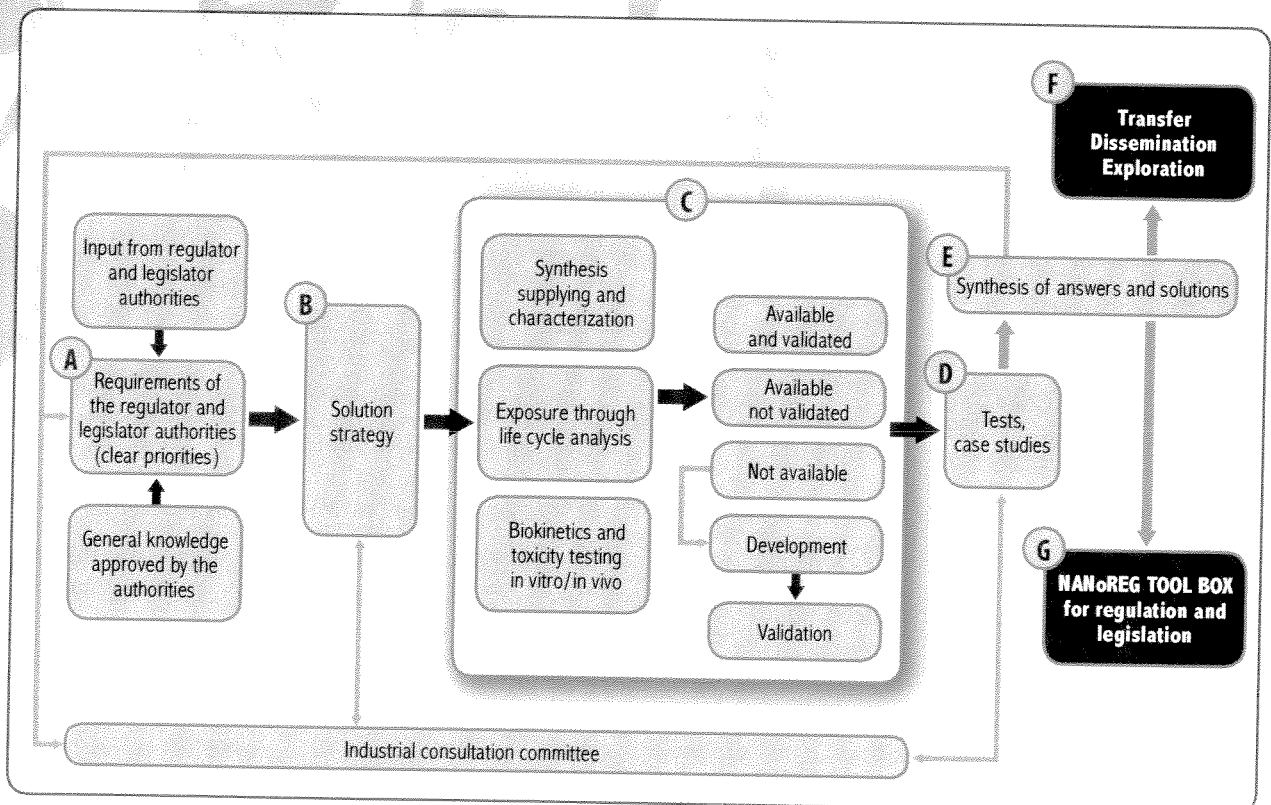 Input from regulator
and legislator
authorities
A
Requirements of
the regulator and
legislator authorities
(clear priorities)
General knowledge
approved by the
authorities
B
Solution
strategy
C
Synthesis
supplying and
characterization
Exposure through
life cycle analysis
Biokinetics and
toxicity testing
in vitro/in vivo
Available
and validated
Available
not validated
Not available
Development
Validation
D
Tests,
case studies
E
Synthesis of answers and solutions
F
Transfer
Dissemination
Exploration
G
NANoREG TOOL BOX
for regulation and
legislation
Industrial consultation committee